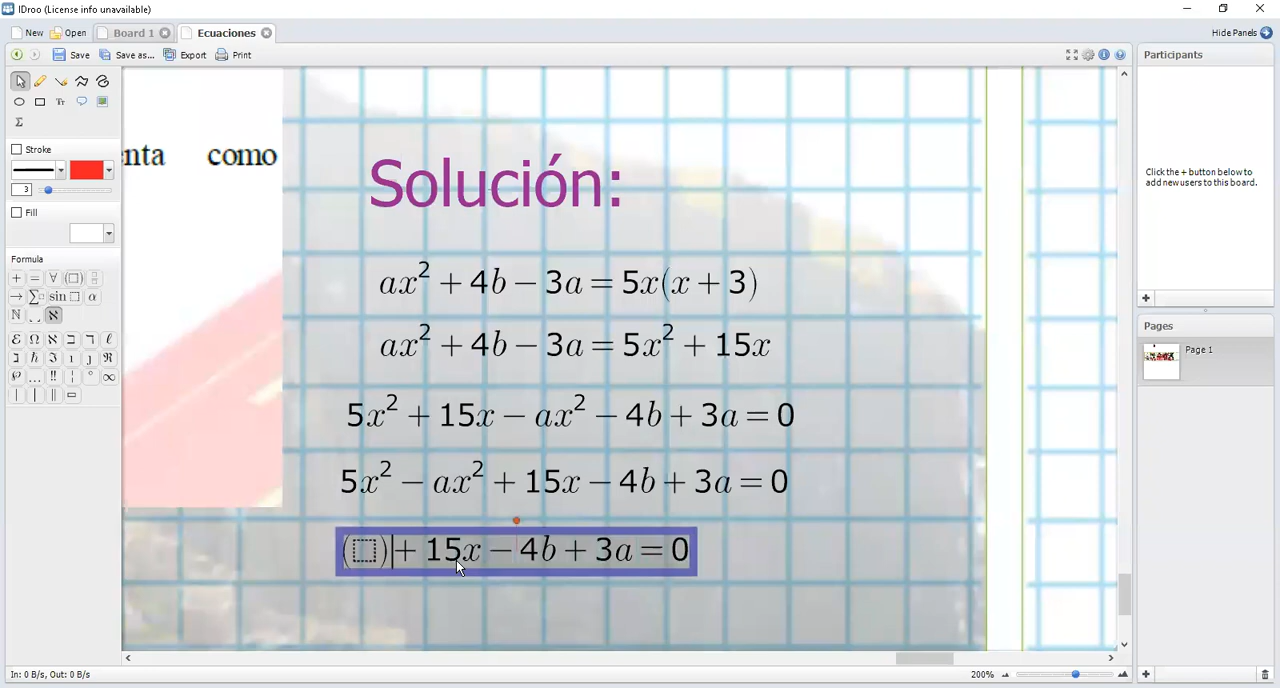 IDroo (License info unavailable)
New Open Board 1 Ecuaciones Hide Panels
Save Save as... Export Print
Participants
Click the + button below to
add new users to this board.
Tr
Σ
Stroke
3
Fill
Formula
+ = ∀ (□)
→ Σ sin α
ℕ ℵ
Ω ℵ ℶ ℸ ℓ
ℷ ℏ ℑ ı ȷ ℜ
℘ … !! ¦ ° ∞
nta como
Solución:
ax² + 4b − 3a = 5x(x + 3)
ax² + 4b − 3a = 5x² + 15x
5x² + 15x − ax² − 4b + 3a = 0
5x² − ax² + 15x − 4b + 3a = 0
(□) + 15x − 4b + 3a = 0
Pages
Page 1
In: 0 B/s, Out: 0 B/s
200%